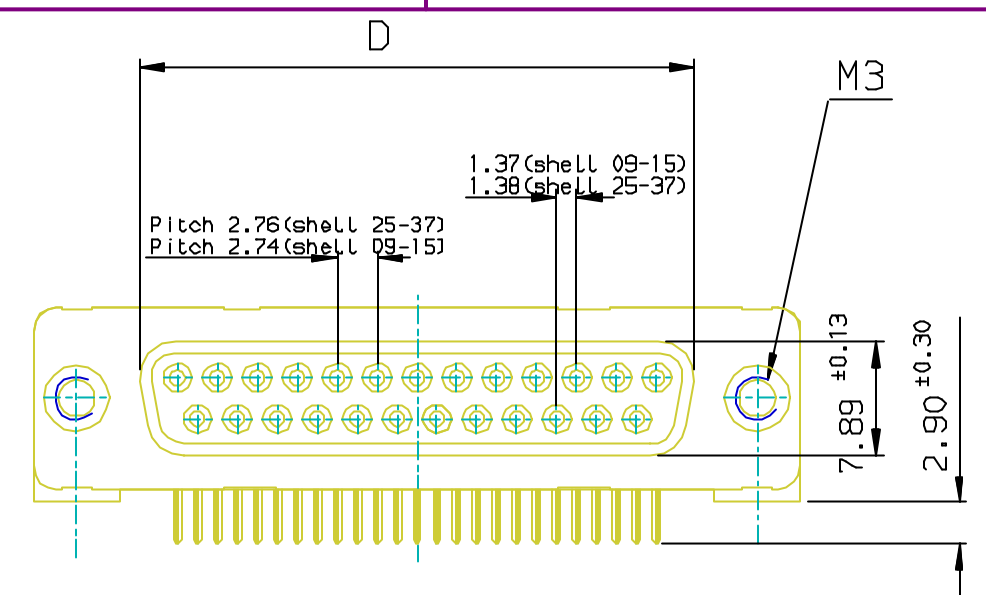 D
M3
1.37(shell 09-15)
1.38(shell 25-37)
Pitch 2.76(shell 25-37)
Pitch 2.74(shell 09-15)
7.89 ±0.13
2.90 ±0.30